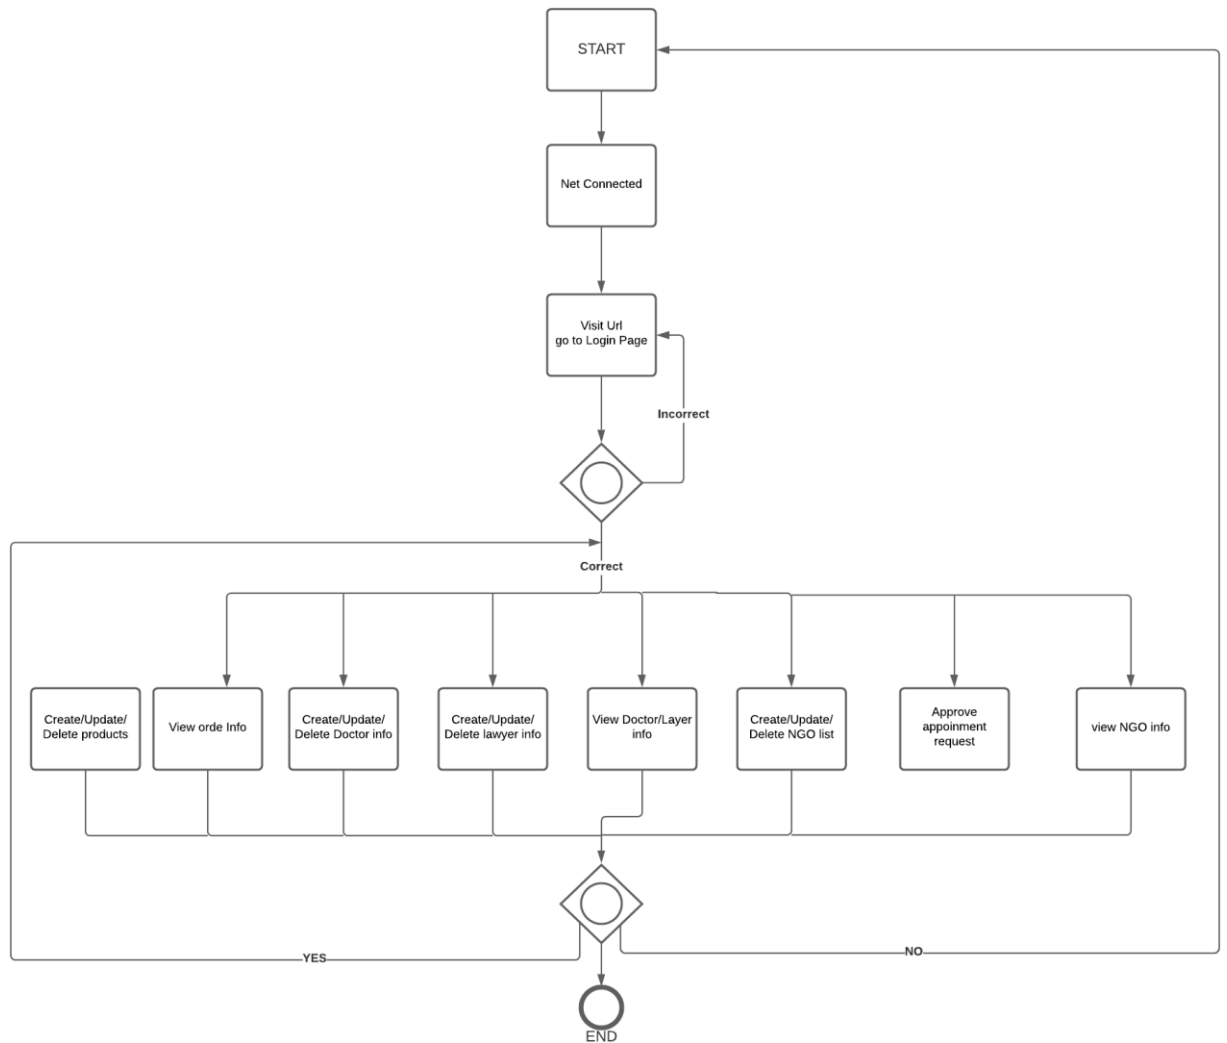 START
Net Connected
Visit Url
go to Login Page
Incorrect
Correct
Create/Update/
Delete products
View orde Info
Create/Update/
Delete Doctor info
Create/Update/
Delete lawyer info
View Doctor/Layer
info
Create/Update/
Delete NGO list
Approve
appoinment
request
view NGO info
YES
NO
END